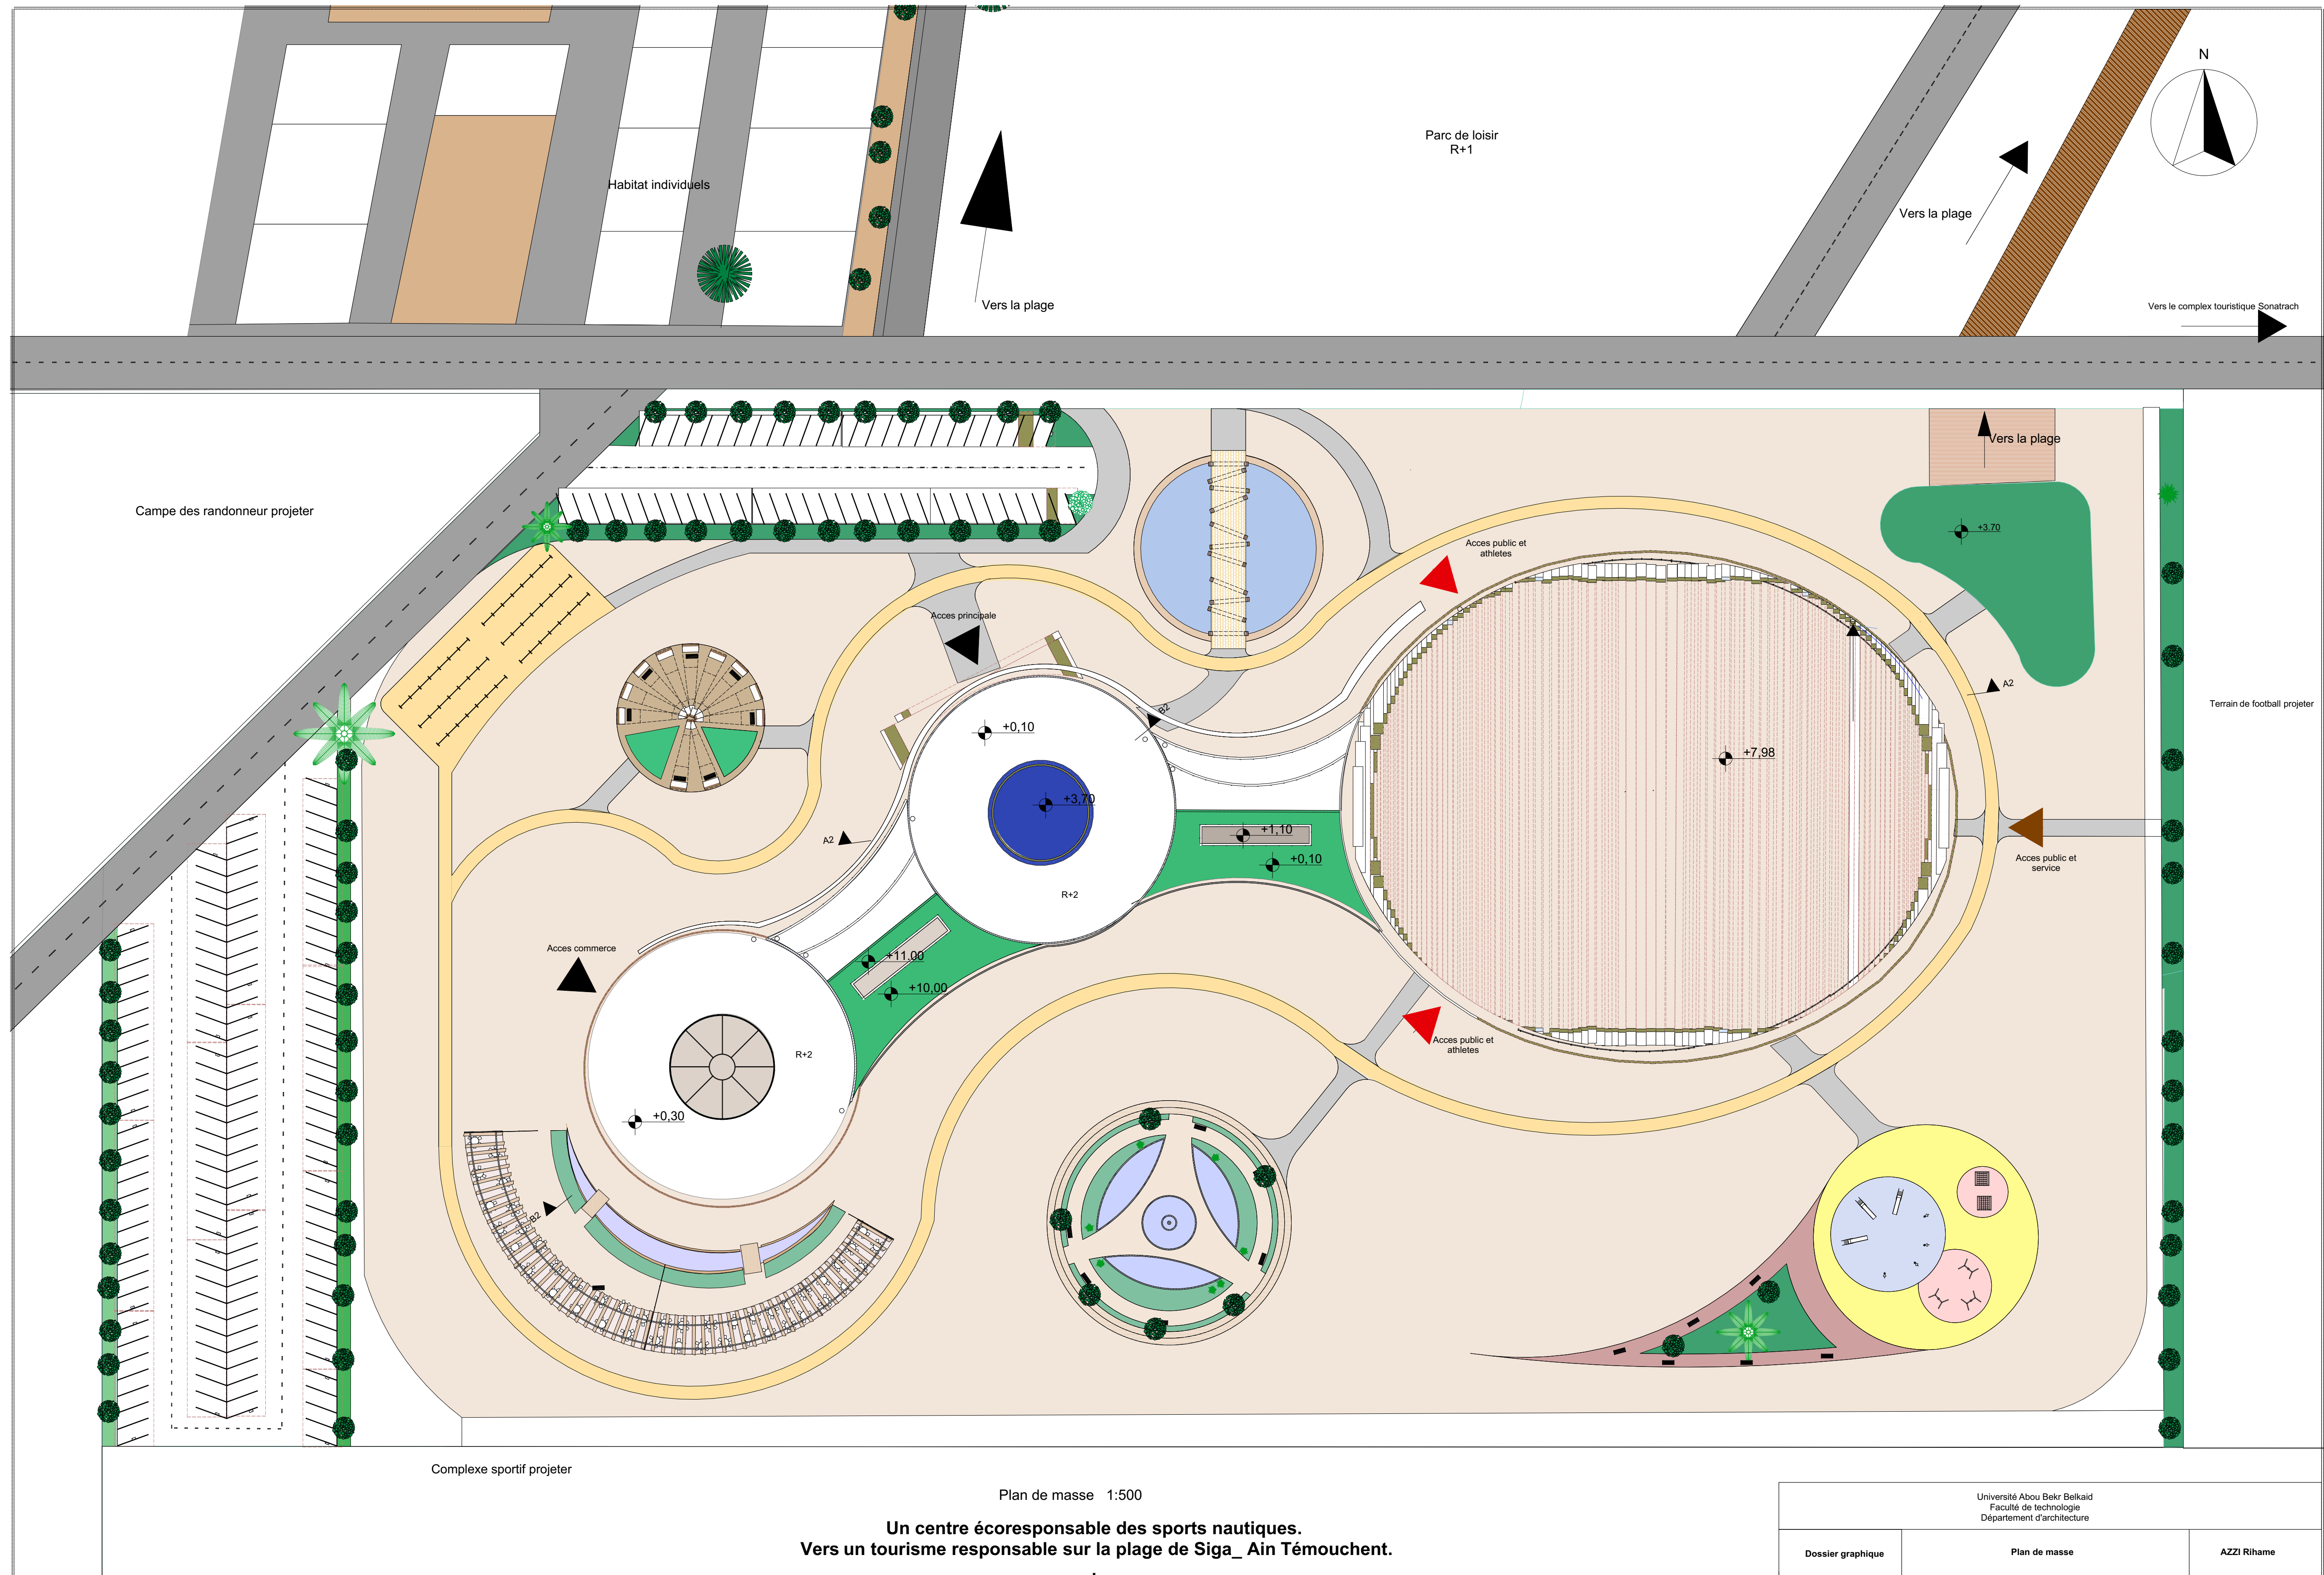 N
Parc de loisir
R+1
Habitat individuels
Vers la plage
Vers la plage
Vers le complex touristique Sonatrach
Campe des randonneur projeter
Vers la plage
+3.70
Acces public et
athletes
Acces principale
A2
B2
Terrain de football projeter
+0,10
+7,98
+3,70
A2
+1,10
+0,10
Acces public et
service
R+2
Acces commerce
+11.00
+10,00
Acces public et
athletes
R+2
+0,30
B2
Complexe sportif projeter
Plan de masse 1:500
Un centre écoresponsable des sports nautiques.
Vers un tourisme responsable sur la plage de Siga_ Ain Témouchent.
Université Abou Bekr Belkaid
Faculté de technologie
Département d'architecture
Dossier graphique
Plan de masse
AZZI Rihame